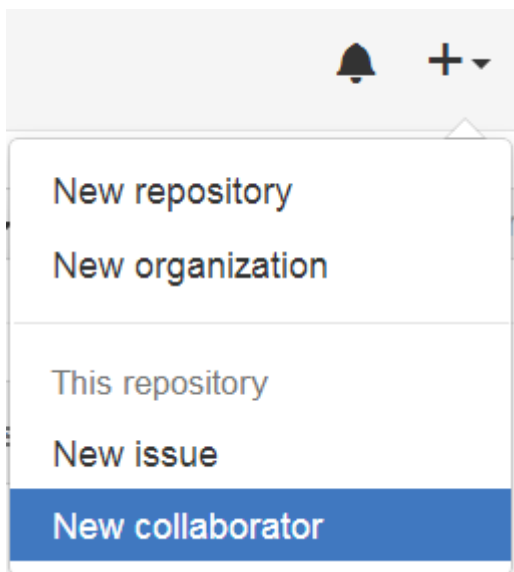 New repository
New organization
This repository
New issue
New collaborator